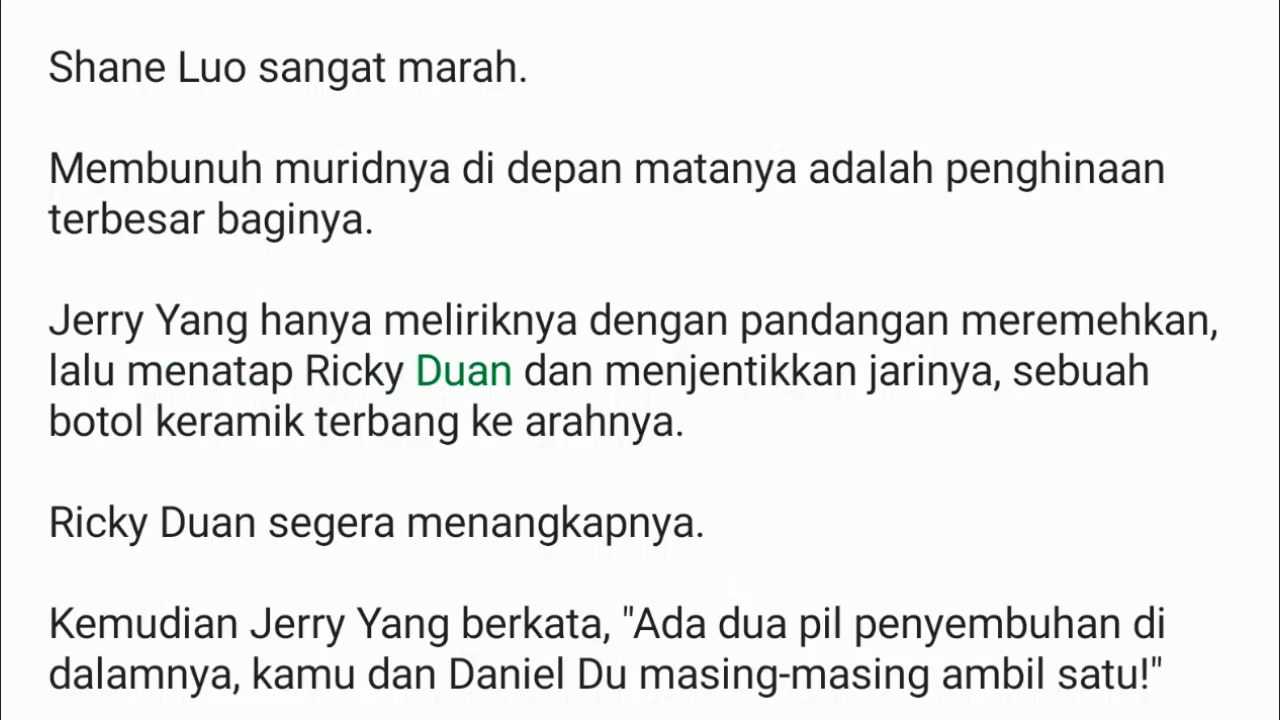 Shane Luo sangat marah.
Membunuh muridnya di depan matanya adalah penghinaan
terbesar baginya.
Jerry Yang hanya meliriknya dengan pandangan meremehkan,
lalu menatap Ricky Duan dan menjentikkan jarinya, sebuah
botol keramik terbang ke arahnya.
Ricky Duan segera menangkapnya.
Kemudian Jerry Yang berkata, "Ada dua pil penyembuhan di
dalamnya, kamu dan Daniel Du masing-masing ambil satu!"